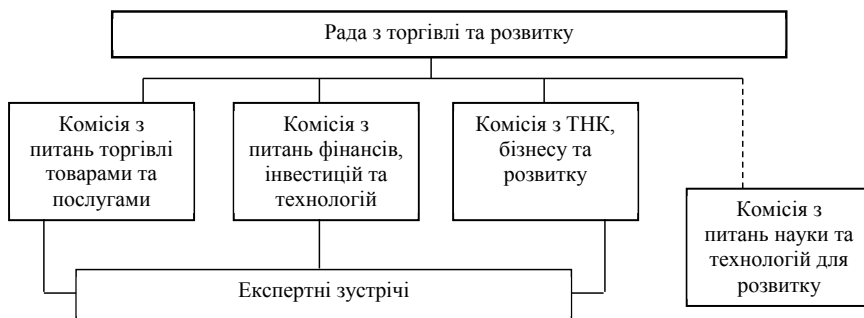 Рада з торгівлі та розвитку
Комісія з
питань торгівлі
товарами та
послугами
Комісія з
питань фінансів,
інвестицій та
технологій
Комісія з ТНК,
бізнесу та
розвитку
Комісія з
питань науки та
технологій для
розвитку
Експертні зустрічі